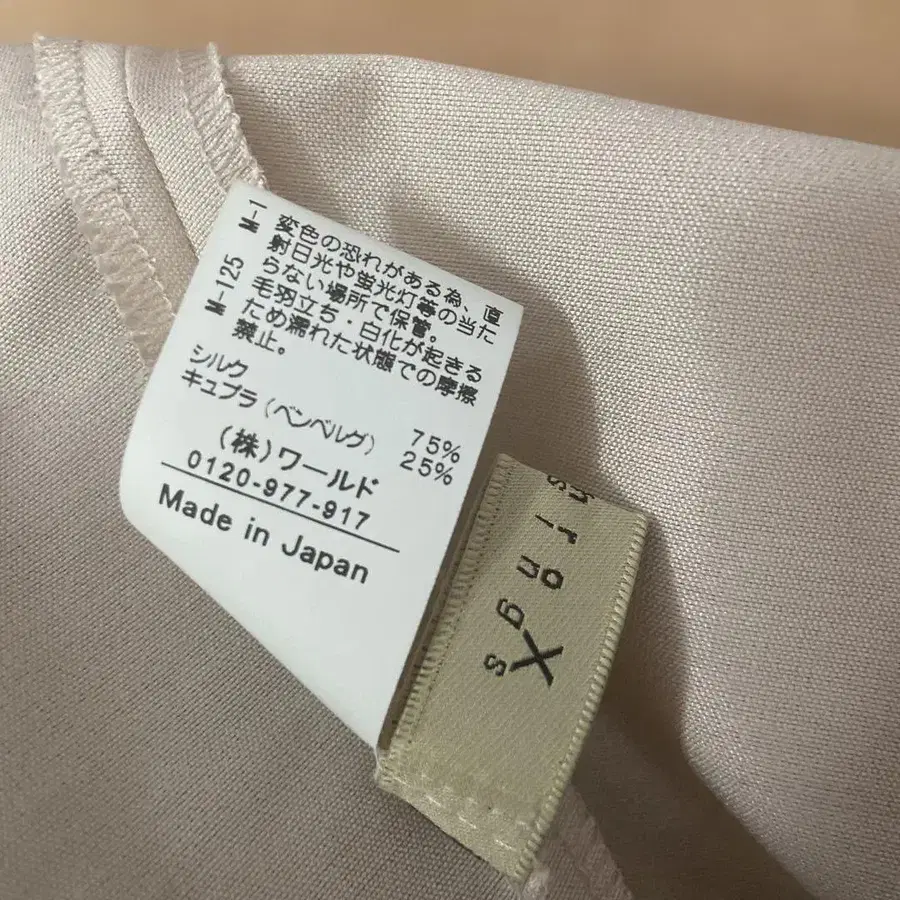 M-1
M-125
変色の恐れがある為、直
射日光や蛍光灯等の当た
らない場所で保管。
毛羽立ち・白化が起きる
ため濡れた状態での摩擦
禁止。
シルク 75%
キュプラ(ベンベルグ) 25%
(株)ワールド
0120-977-917
Made in Japan